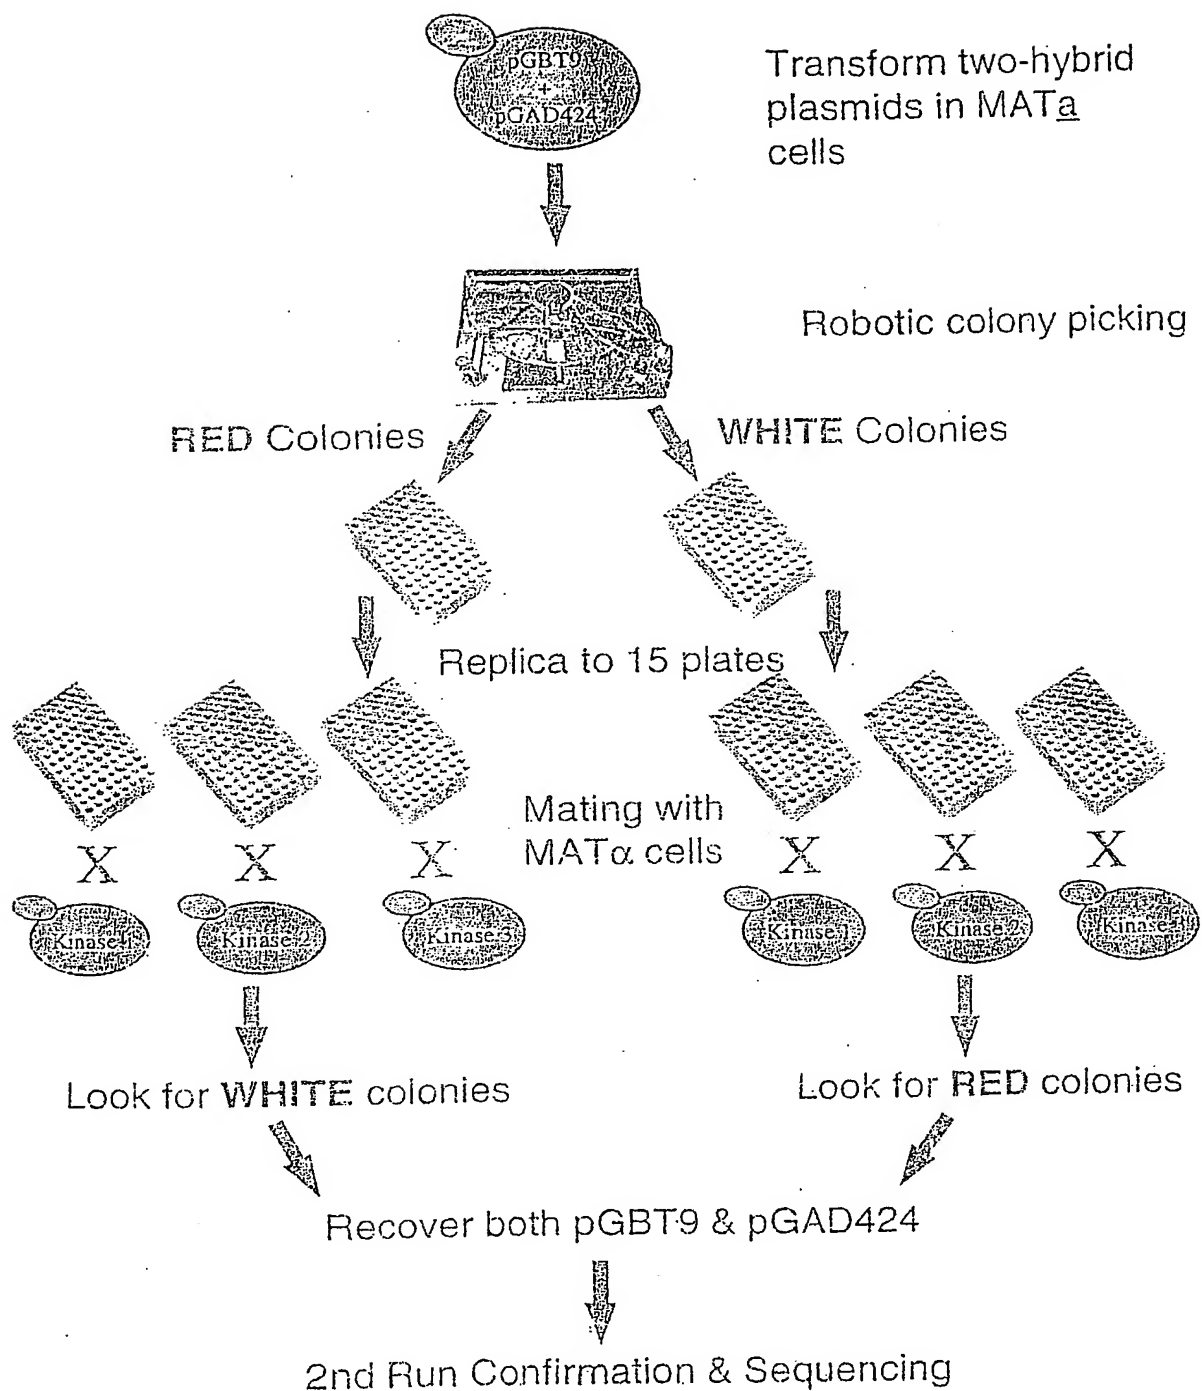 pGBT9
+
pGAD424
Transform two-hybrid
plasmids in MATa
cells
Robotic colony picking
RED Colonies
WHITE Colonies
Replica to 15 plates
Mating with
MATα cells
X X X X X X
Kinase 1 Kinase 2 Kinase 3 Kinase 1 Kinase 2 Kinase
Look for WHITE colonies
Look for RED colonies
Recover both pGBT9 & pGAD424
2nd Run Confirmation & Sequencing